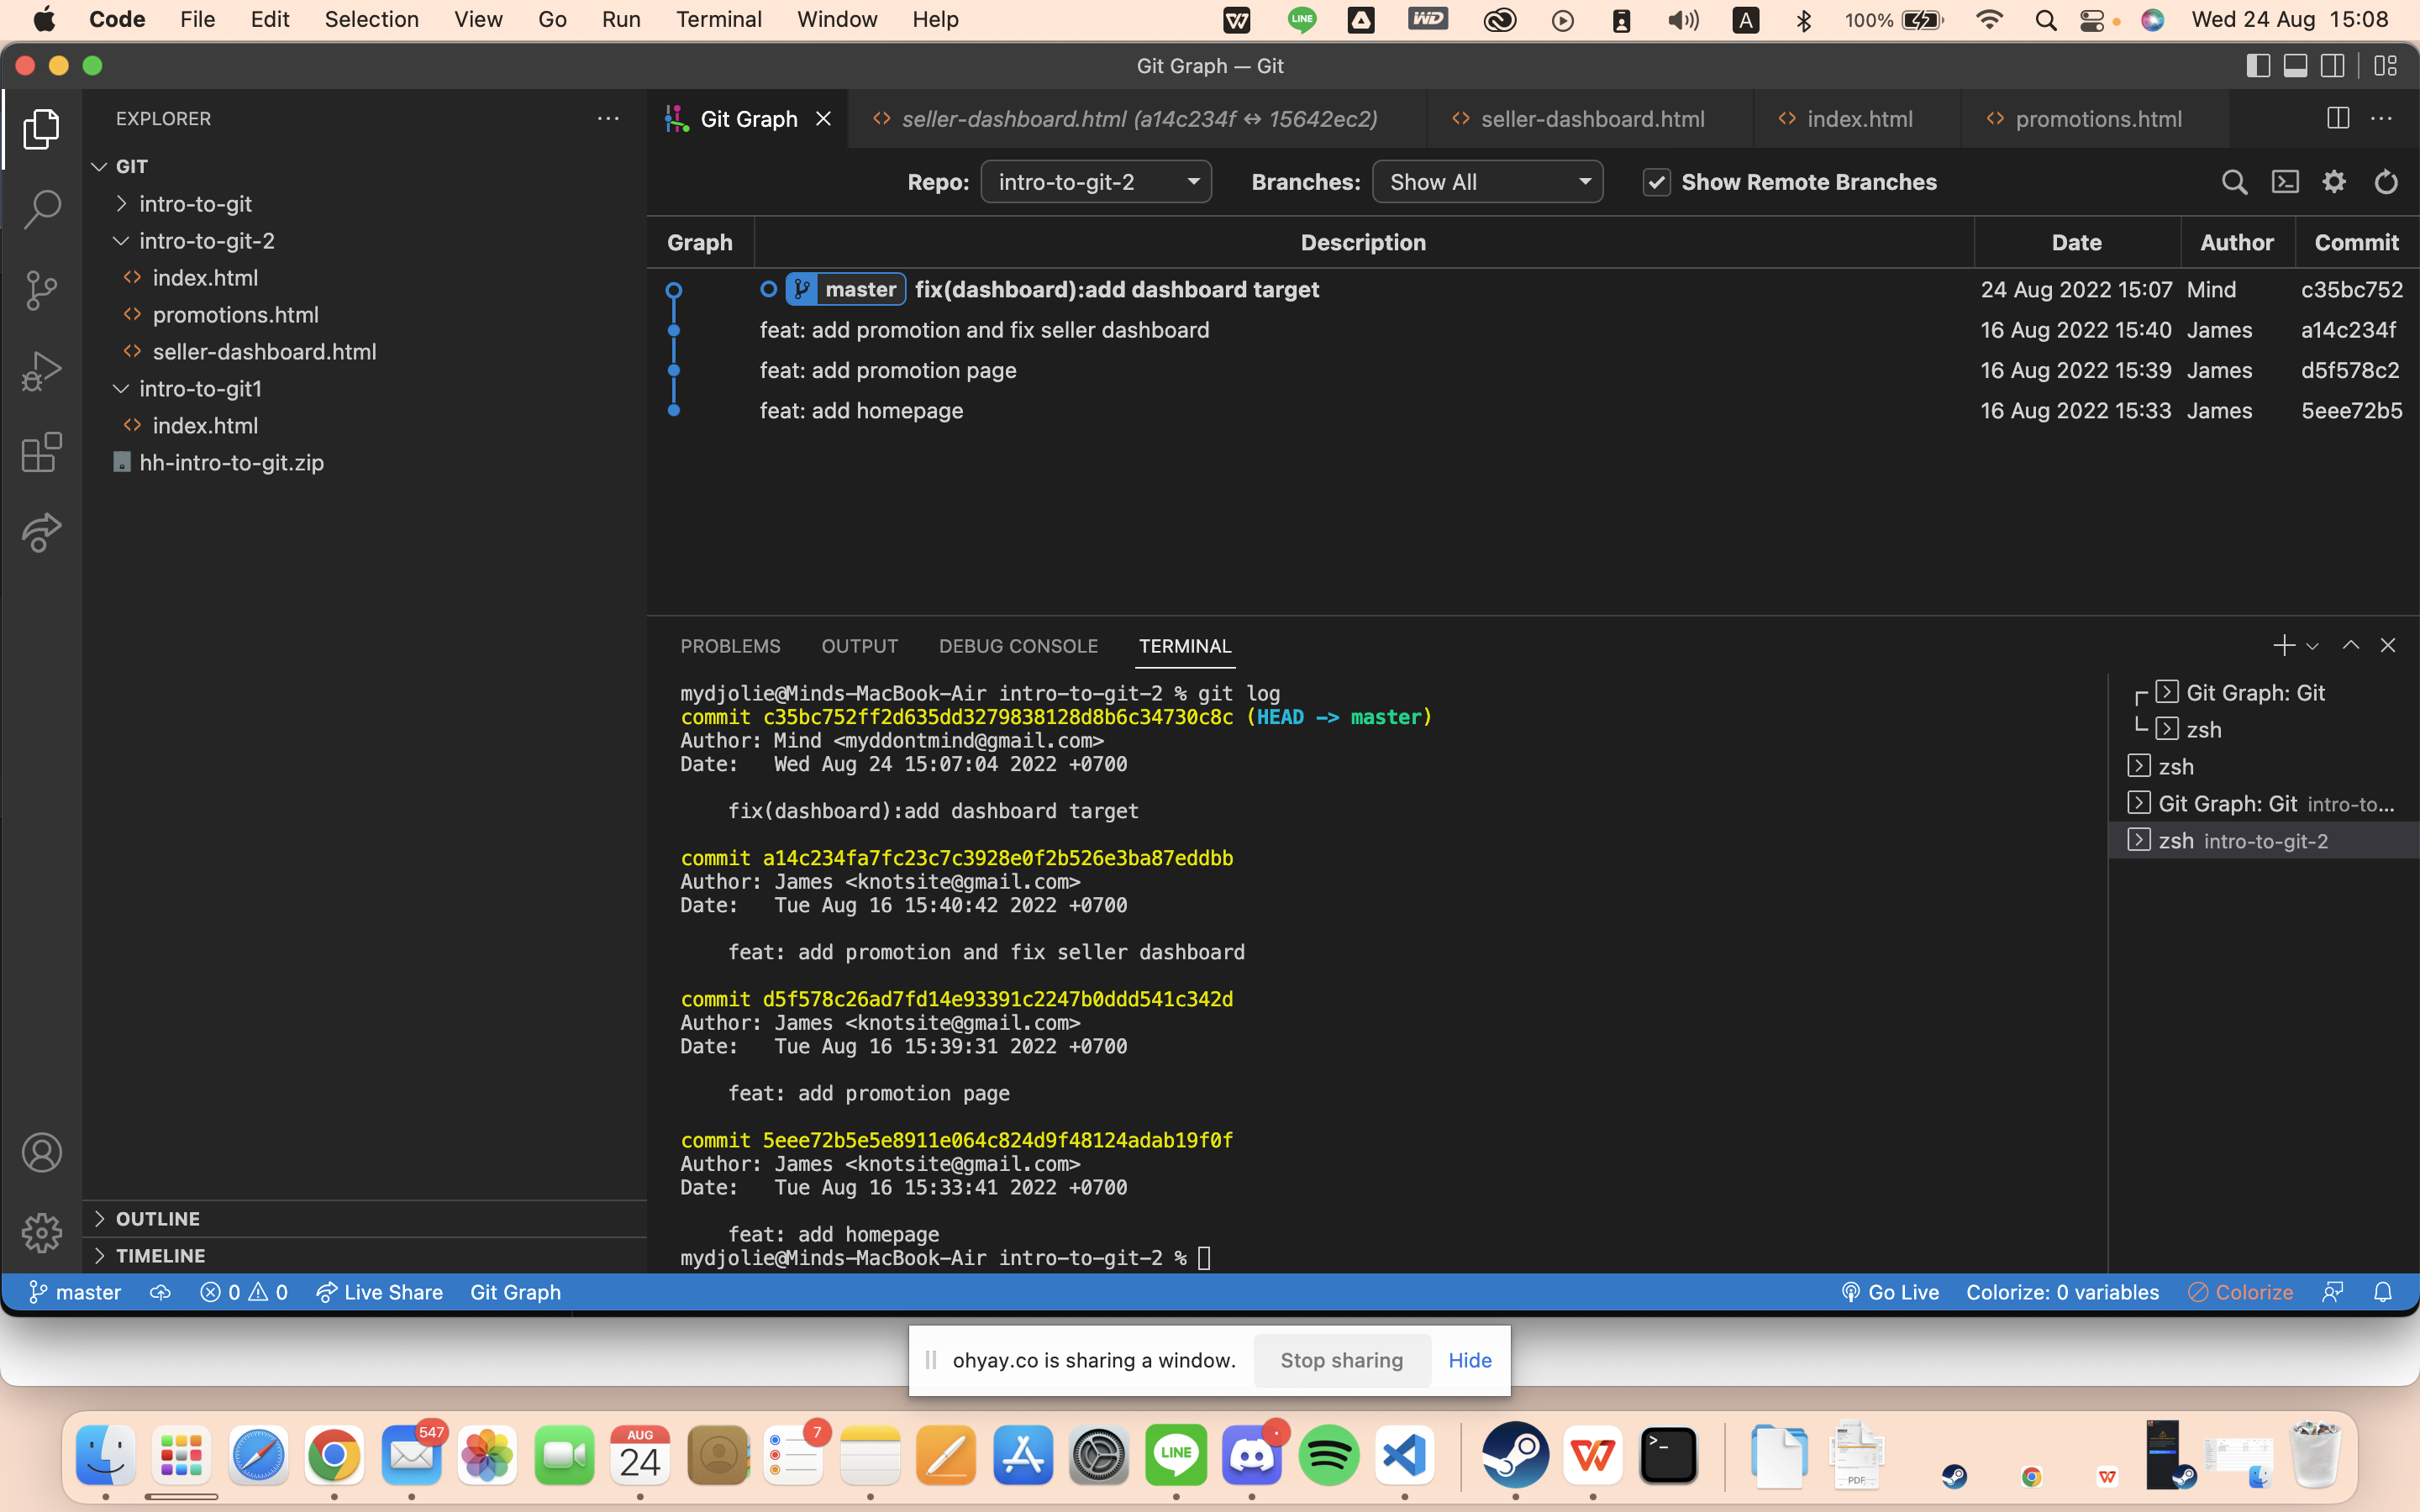 Code File Edit Selection View Go Run Terminal Window Help
LINE WD A 100% Wed 24 Aug 15:08
Git Graph — Git
EXPLORER
GIT
intro-to-git
intro-to-git-2
index.html
promotions.html
seller-dashboard.html
intro-to-git1
index.html
hh-intro-to-git.zip
OUTLINE
TIMELINE
Git Graph seller-dashboard.html (a14c234f ↔ 15642ec2) seller-dashboard.html index.html promotions.html
Repo: intro-to-git-2 Branches: Show All Show Remote Branches
Graph Description Date Author Commit
master fix(dashboard):add dashboard target 24 Aug 2022 15:07 Mind c35bc752
feat: add promotion and fix seller dashboard 16 Aug 2022 15:40 James a14c234f
feat: add promotion page 16 Aug 2022 15:39 James d5f578c2
feat: add homepage 16 Aug 2022 15:33 James 5eee72b5
PROBLEMS OUTPUT DEBUG CONSOLE TERMINAL
mydjolie@Minds-MacBook-Air intro-to-git-2 % git log
commit c35bc752ff2d635dd3279838128d8b6c34730c8c (HEAD -> master)
Author: Mind <myddontmind@gmail.com>
Date: Wed Aug 24 15:07:04 2022 +0700
fix(dashboard):add dashboard target
commit a14c234fa7fc23c7c3928e0f2b526e3ba87eddbb
Author: James <knotsite@gmail.com>
Date: Tue Aug 16 15:40:42 2022 +0700
feat: add promotion and fix seller dashboard
commit d5f578c26ad7fd14e93391c2247b0ddd541c342d
Author: James <knotsite@gmail.com>
Date: Tue Aug 16 15:39:31 2022 +0700
feat: add promotion page
commit 5eee72b5e5e8911e064c824d9f48124adab19f0f
Author: James <knotsite@gmail.com>
Date: Tue Aug 16 15:33:41 2022 +0700
feat: add homepage
mydjolie@Minds-MacBook-Air intro-to-git-2 %
Git Graph: Git
zsh
zsh
Git Graph: Git intro-to...
zsh intro-to-git-2
master 0 0 Live Share Git Graph Go Live Colorize: 0 variables Colorize
ohyay.co is sharing a window. Stop sharing Hide
547 AUG 24 7 LINE PDF